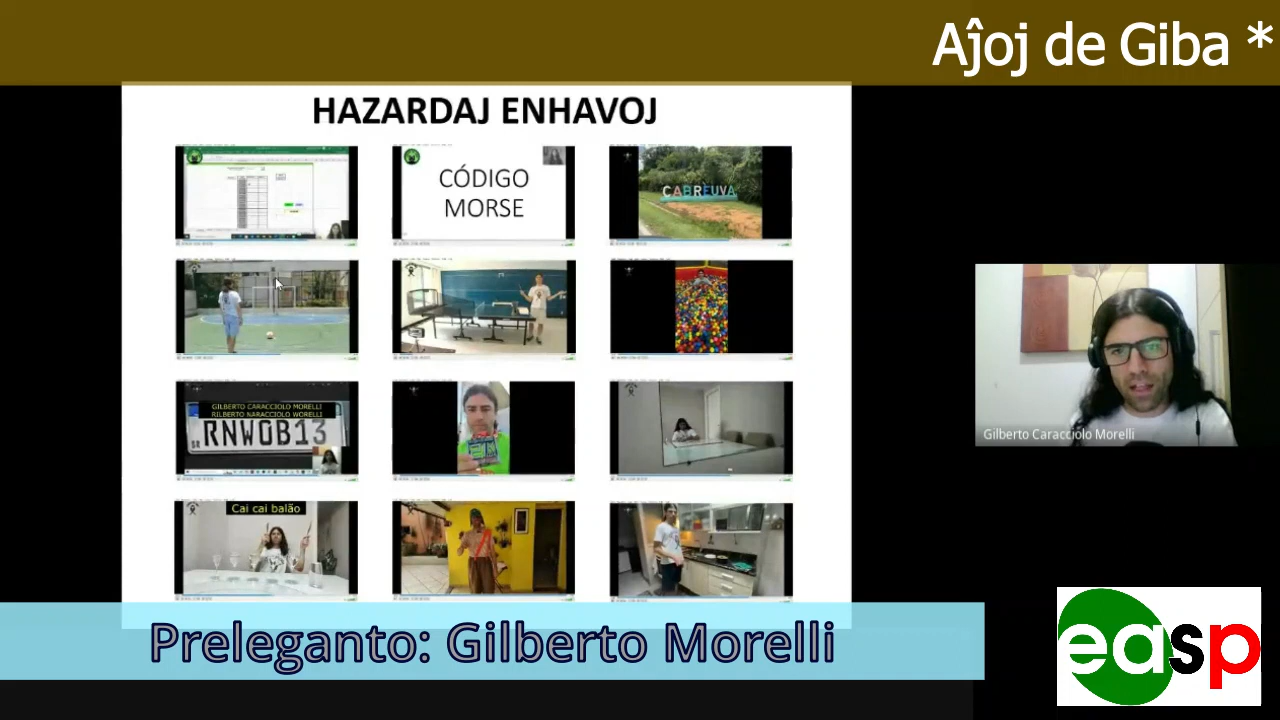 Aĵoj de Giba *
HAZARDAJ ENHAVOJ
CÓDIGO
MORSE
CABREÚVA
GILBERTO CARACCIOLO MORELLI
RILBERTO NARACCIOLO WORELLI
RNWOB13
Cai cai balão
Gilberto Caracciolo Morelli
Preleganto: Gilberto Morelli
easp